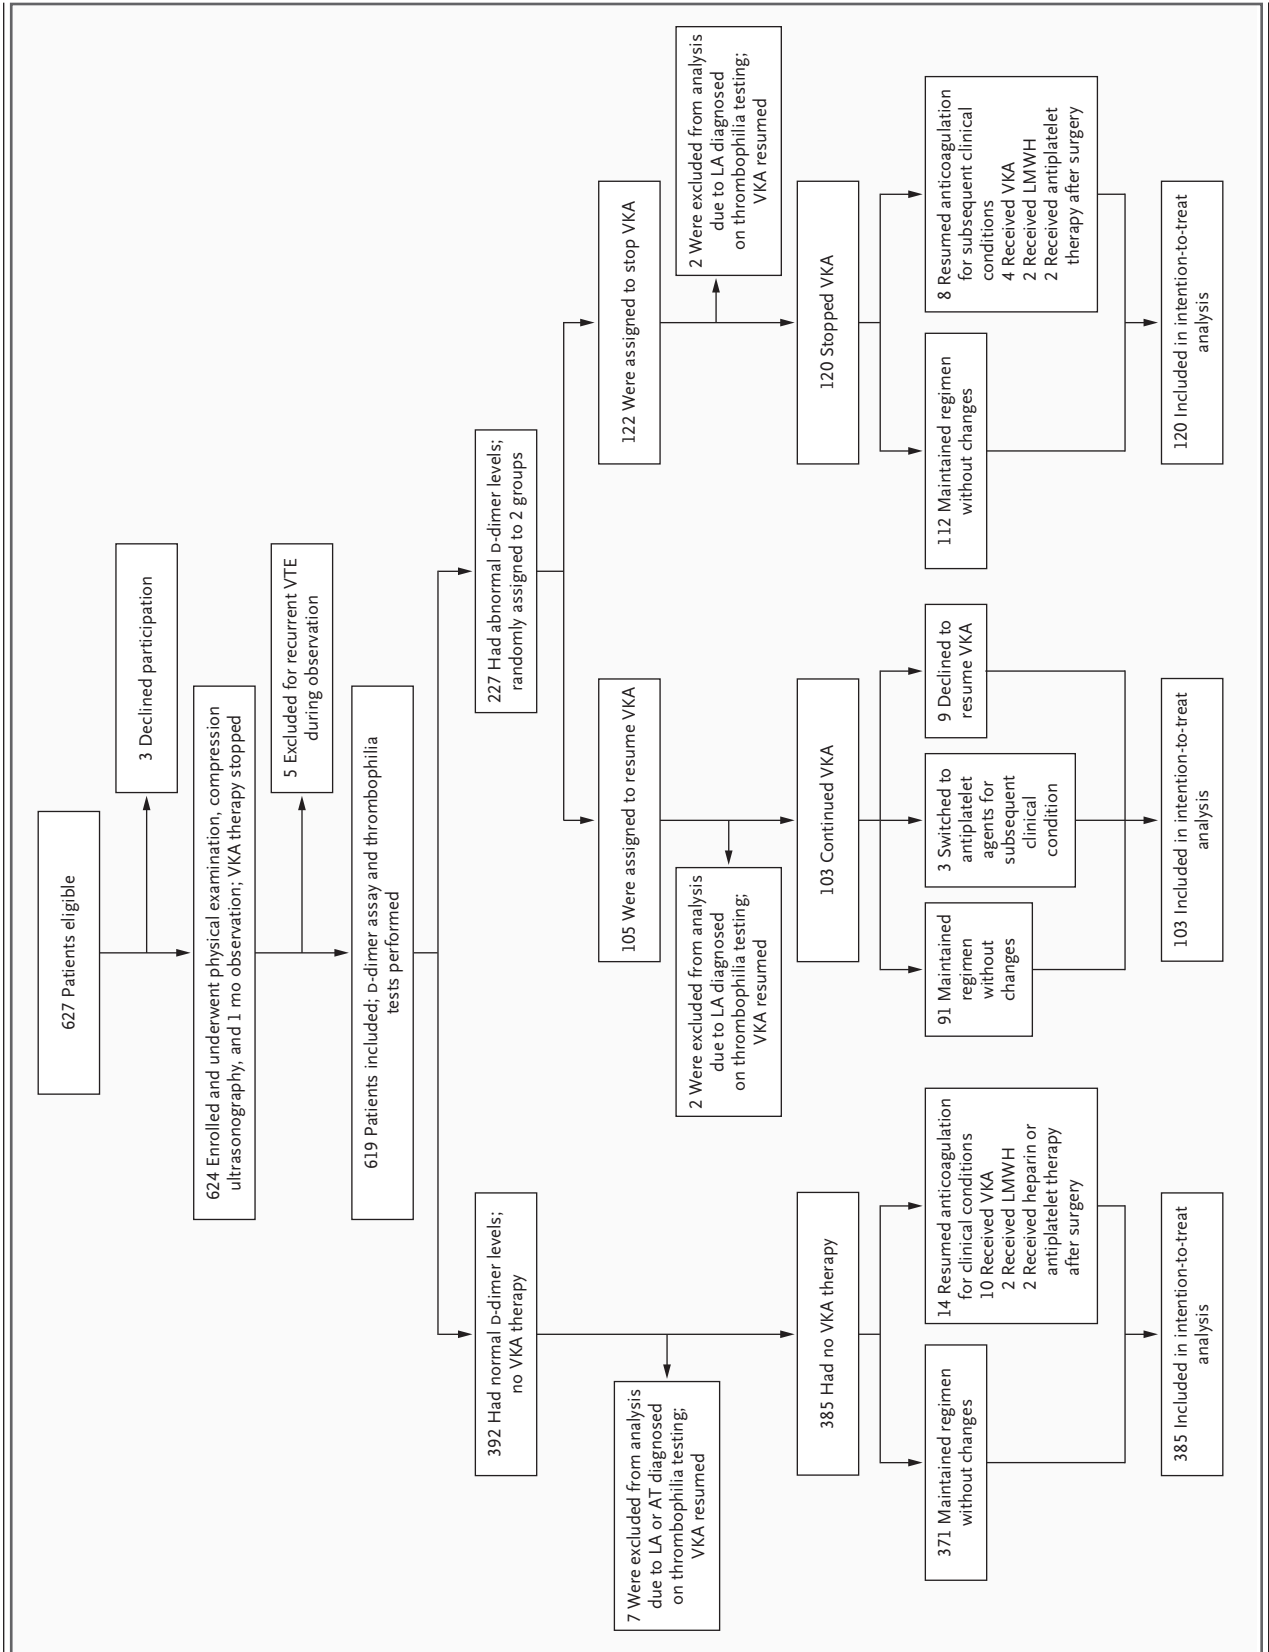 627 Patients eligible
3 Declined participation
624 Enrolled and underwent physical examination, compression
ultrasonography, and 1 mo observation; VKA therapy stopped
5 Excluded for recurrent VTE
during observation
619 Patients included; D-dimer assay and thrombophilia
tests performed
392 Had normal D-dimer levels;
no VKA therapy
227 Had abnormal D-dimer levels;
randomly assigned to 2 groups
7 Were excluded from analysis
due to LA or AT diagnosed
on thrombophilia testing;
VKA resumed
105 Were assigned to resume VKA
122 Were assigned to stop VKA
2 Were excluded from analysis
due to LA diagnosed
on thrombophilia testing;
VKA resumed
2 Were excluded from analysis
due to LA diagnosed
on thrombophilia testing;
VKA resumed
385 Had no VKA therapy
103 Continued VKA
120 Stopped VKA
371 Maintained regimen
without changes
14 Resumed anticoagulation
for clinical conditions
10 Received VKA
2 Received LMWH
2 Received heparin or
antiplatelet therapy
after surgery
91 Maintained
regimen
without
changes
3 Switched to
antiplatelet
agents for
subsequent
clinical
condition
9 Declined to
resume VKA
112 Maintained regimen
without changes
8 Resumed anticoagulation
for subsequent clinical
conditions
4 Received VKA
2 Received LMWH
2 Received antiplatelet
therapy after surgery
385 Included in intention-to-treat
analysis
103 Included in intention-to-treat
analysis
120 Included in intention-to-treat
analysis